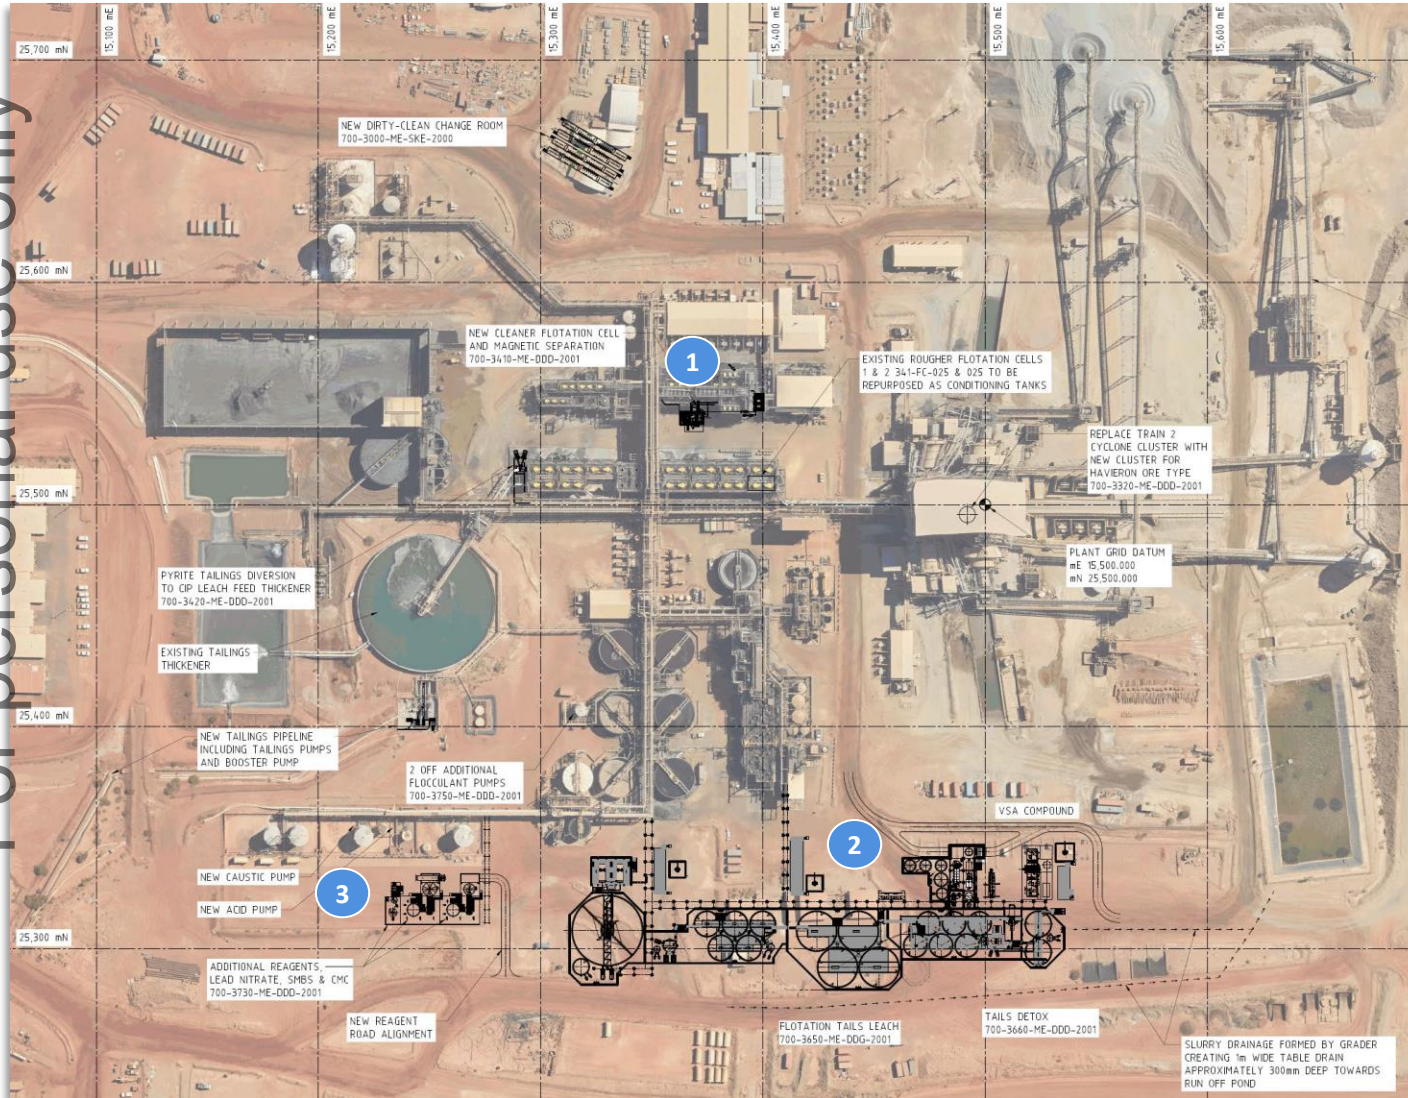 For personal use only
15,100 mE
15,200 mE
15,300 mE
15,400 mE
15,500 mE
15,600 mE
25,700 mN
NEW DIRTY-CLEAN CHANGE ROOM
700-3000-ME-SKE-2000
25,600 mN
NEW CLEANER FLOTATION CELL
AND MAGNETIC SEPARATION
700-3410-ME-DDD-2001
1
EXISTING ROUGHER FLOTATION CELLS
1 & 2 341-FC-025 & 025 TO BE
REPURPOSED AS CONDITIONING TANKS
REPLACE TRAIN 2
CYCLONE CLUSTER WITH
NEW CLUSTER FOR
HAVIERON ORE TYPE
700-3320-ME-DDD-2001
25,500 mN
PLANT GRID DATUM
mE 15,500.000
mN 25,500.000
PYRITE TAILINGS DIVERSION
TO CIP LEACH FEED THICKENER
700-3420-ME-DDD-2001
EXISTING TAILINGS
THICKENER
25,400 mN
NEW TAILINGS PIPELINE
INCLUDING TAILINGS PUMPS
AND BOOSTER PUMP
2 OFF ADDITIONAL
FLOCCULANT PUMPS
700-3750-ME-DDD-2001
VSA COMPOUND
2
NEW CAUSTIC PUMP
3
NEW ACID PUMP
25,300 mN
ADDITIONAL REAGENTS,
LEAD NITRATE, SMBS & CMC
700-3730-ME-DDD-2001
NEW REAGENT
ROAD ALIGNMENT
FLOTATION TAILS LEACH
700-3650-ME-DDG-2001
TAILS DETOX
700-3660-ME-DDD-2001
SLURRY DRAINAGE FORMED BY GRADER
CREATING 1m WIDE TABLE DRAIN
APPROXIMATELY 300mm DEEP TOWARDS
RUN OFF POND